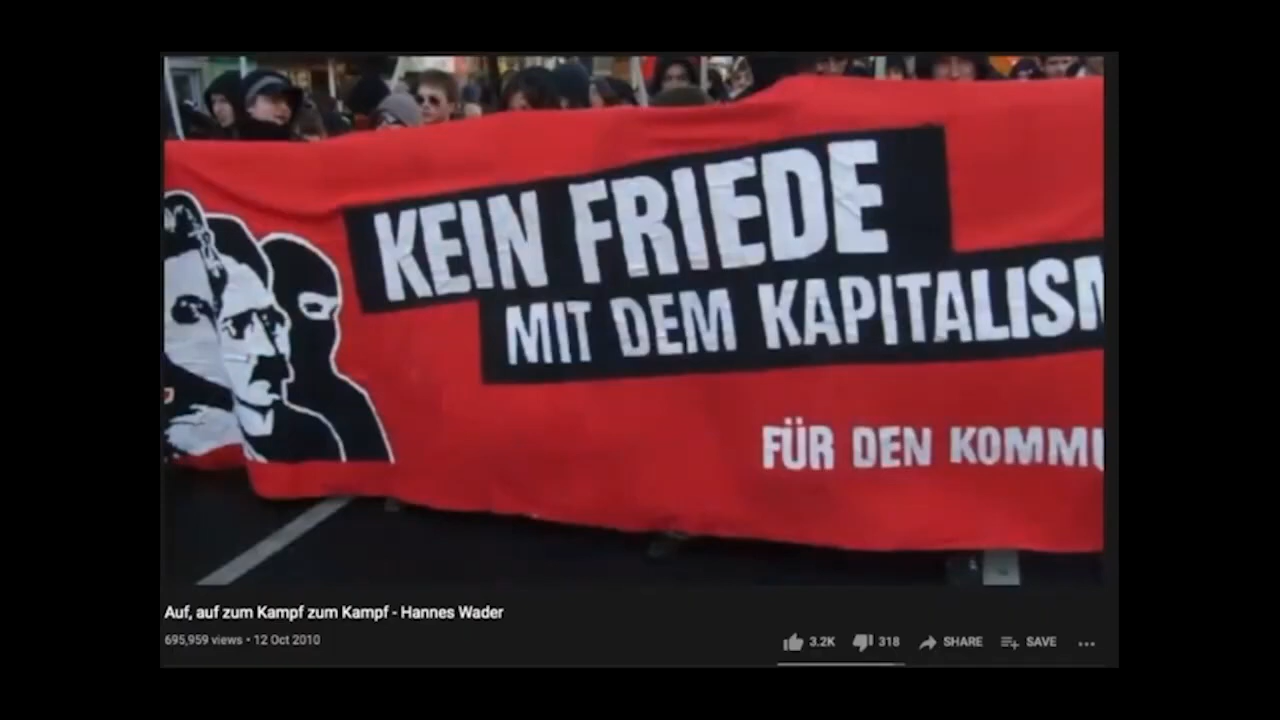 KEIN FRIEDE
MIT DEM KAPITALISM
FÜR DEN KOMMU
Auf, auf zum Kampf zum Kampf - Hannes Wader
695,959 views • 12 Oct 2010
3.2K 318 SHARE SAVE